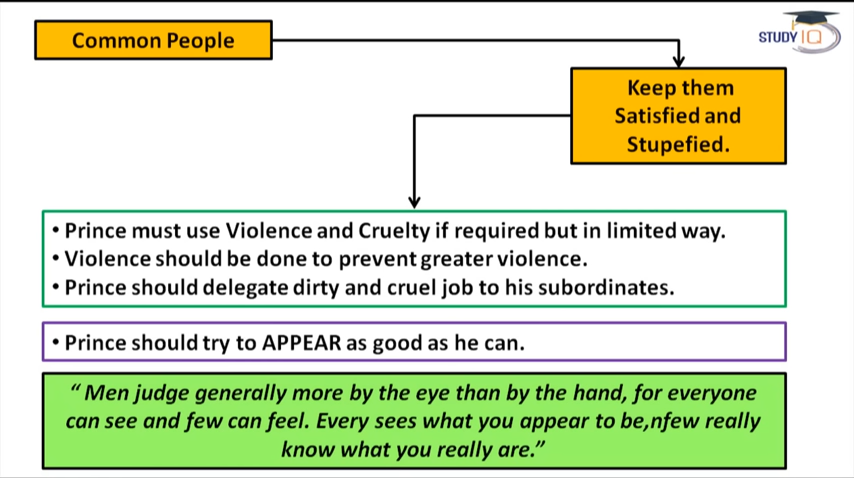 Common People
STUDY IQ
Keep them
Satisfied and
Stupefied.
• Prince must use Violence and Cruelty if required but in limited way.
• Violence should be done to prevent greater violence.
• Prince should delegate dirty and cruel job to his subordinates.
• Prince should try to APPEAR as good as he can.
“ Men judge generally more by the eye than by the hand, for everyone
can see and few can feel. Every sees what you appear to be,nfew really
know what you really are.”